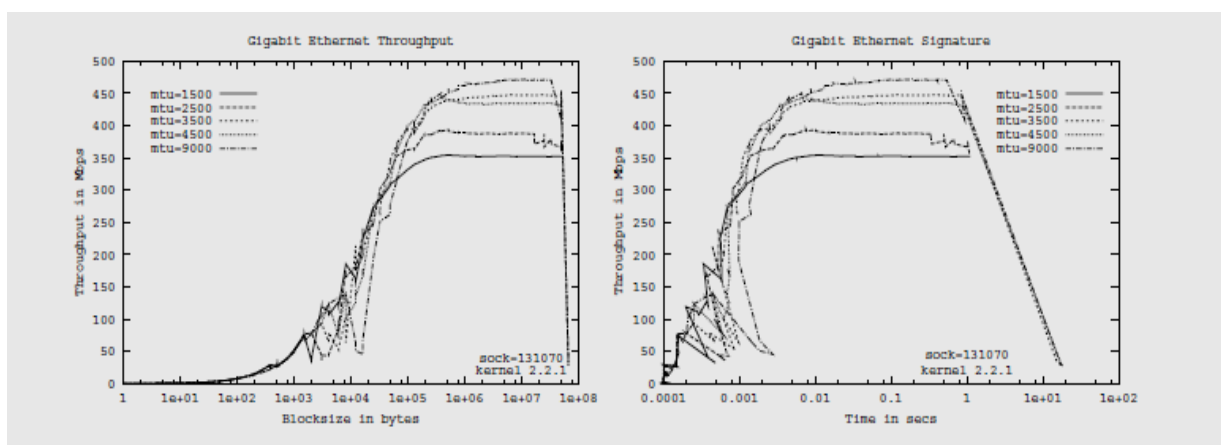 Gigabit Ethernet Throughput
500
450
400
350
300
250
200
150
100
50
0
Throughput in Mbps
mtu=1500
mtu=2500
mtu=3500
mtu=4500
mtu=9000
sock=131070
kernel 2.2.1
1 1e+01 1e+02 1e+03 1e+04 1e+05 1e+06 1e+07 1e+08
Blocksize in bytes
Gigabit Ethernet Signature
500
450
400
350
300
250
200
150
100
50
0
Throughput in Mbps
mtu=1500
mtu=2500
mtu=3500
mtu=4500
mtu=9000
sock=131070
kernel 2.2.1
0.0001 0.001 0.01 0.1 1 1e+01 1e+02
Time in secs